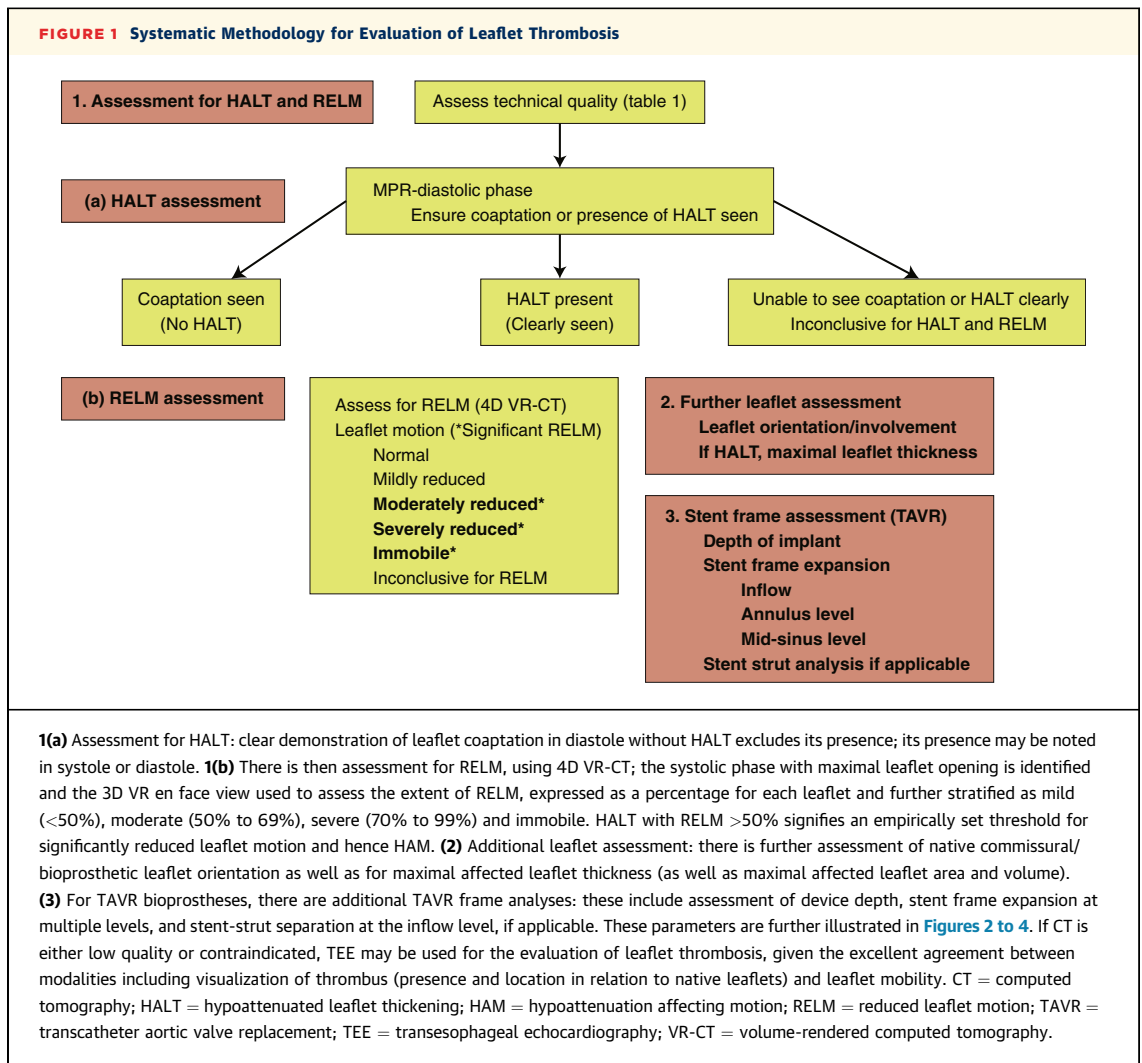 FIGURE 1 Systematic Methodology for Evaluation of Leaflet Thrombosis
1. Assessment for HALT and RELM
Assess technical quality (table 1)
(a) HALT assessment
MPR-diastolic phase
Ensure coaptation or presence of HALT seen
Coaptation seen
(No HALT)
HALT present
(Clearly seen)
Unable to see coaptation or HALT clearly
Inconclusive for HALT and RELM
(b) RELM assessment
Assess for RELM (4D VR-CT)
Leaflet motion (*Significant RELM)
Normal
Mildly reduced
Moderately reduced*
Severely reduced*
Immobile*
Inconclusive for RELM
2. Further leaflet assessment
Leaflet orientation/involvement
If HALT, maximal leaflet thickness
3. Stent frame assessment (TAVR)
Depth of implant
Stent frame expansion
Inflow
Annulus level
Mid-sinus level
Stent strut analysis if applicable
1(a) Assessment for HALT: clear demonstration of leaflet coaptation in diastole without HALT excludes its presence; its presence may be noted
in systole or diastole. 1(b) There is then assessment for RELM, using 4D VR-CT; the systolic phase with maximal leaflet opening is identified
and the 3D VR en face view used to assess the extent of RELM, expressed as a percentage for each leaflet and further stratified as mild
(<50%), moderate (50% to 69%), severe (70% to 99%) and immobile. HALT with RELM >50% signifies an empirically set threshold for
significantly reduced leaflet motion and hence HAM. (2) Additional leaflet assessment: there is further assessment of native commissural/
bioprosthetic leaflet orientation as well as for maximal affected leaflet thickness (as well as maximal affected leaflet area and volume).
(3) For TAVR bioprostheses, there are additional TAVR frame analyses: these include assessment of device depth, stent frame expansion at
multiple levels, and stent-strut separation at the inflow level, if applicable. These parameters are further illustrated in Figures 2 to 4. If CT is
either low quality or contraindicated, TEE may be used for the evaluation of leaflet thrombosis, given the excellent agreement between
modalities including visualization of thrombus (presence and location in relation to native leaflets) and leaflet mobility. CT = computed
tomography; HALT = hypoattenuated leaflet thickening; HAM = hypoattenuation affecting motion; RELM = reduced leaflet motion; TAVR =
transcatheter aortic valve replacement; TEE = transesophageal echocardiography; VR-CT = volume-rendered computed tomography.